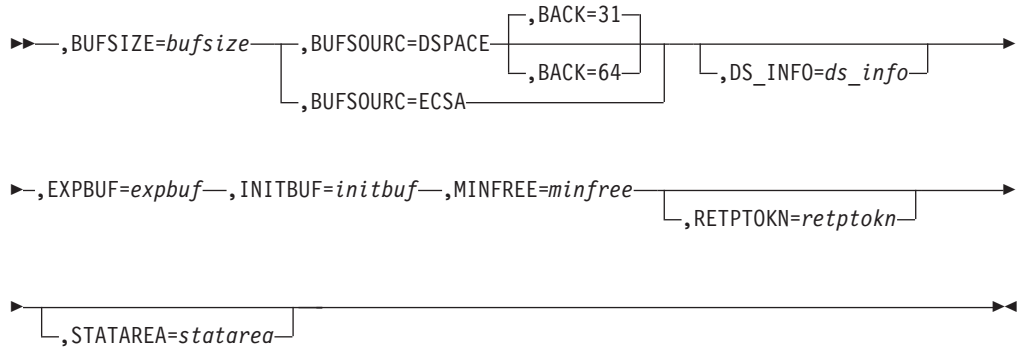 ,BACK=31
,BUFSIZE=bufsize ,BUFSOURC=DSPACE
,BACK=64 ,DS_INFO=ds_info
,BUFSOURC=ECSA
,EXPBUF=expbuf ,INITBUF=initbuf ,MINFREE=minfree
,RETPTOKN=retptokn
,STATAREA=statarea